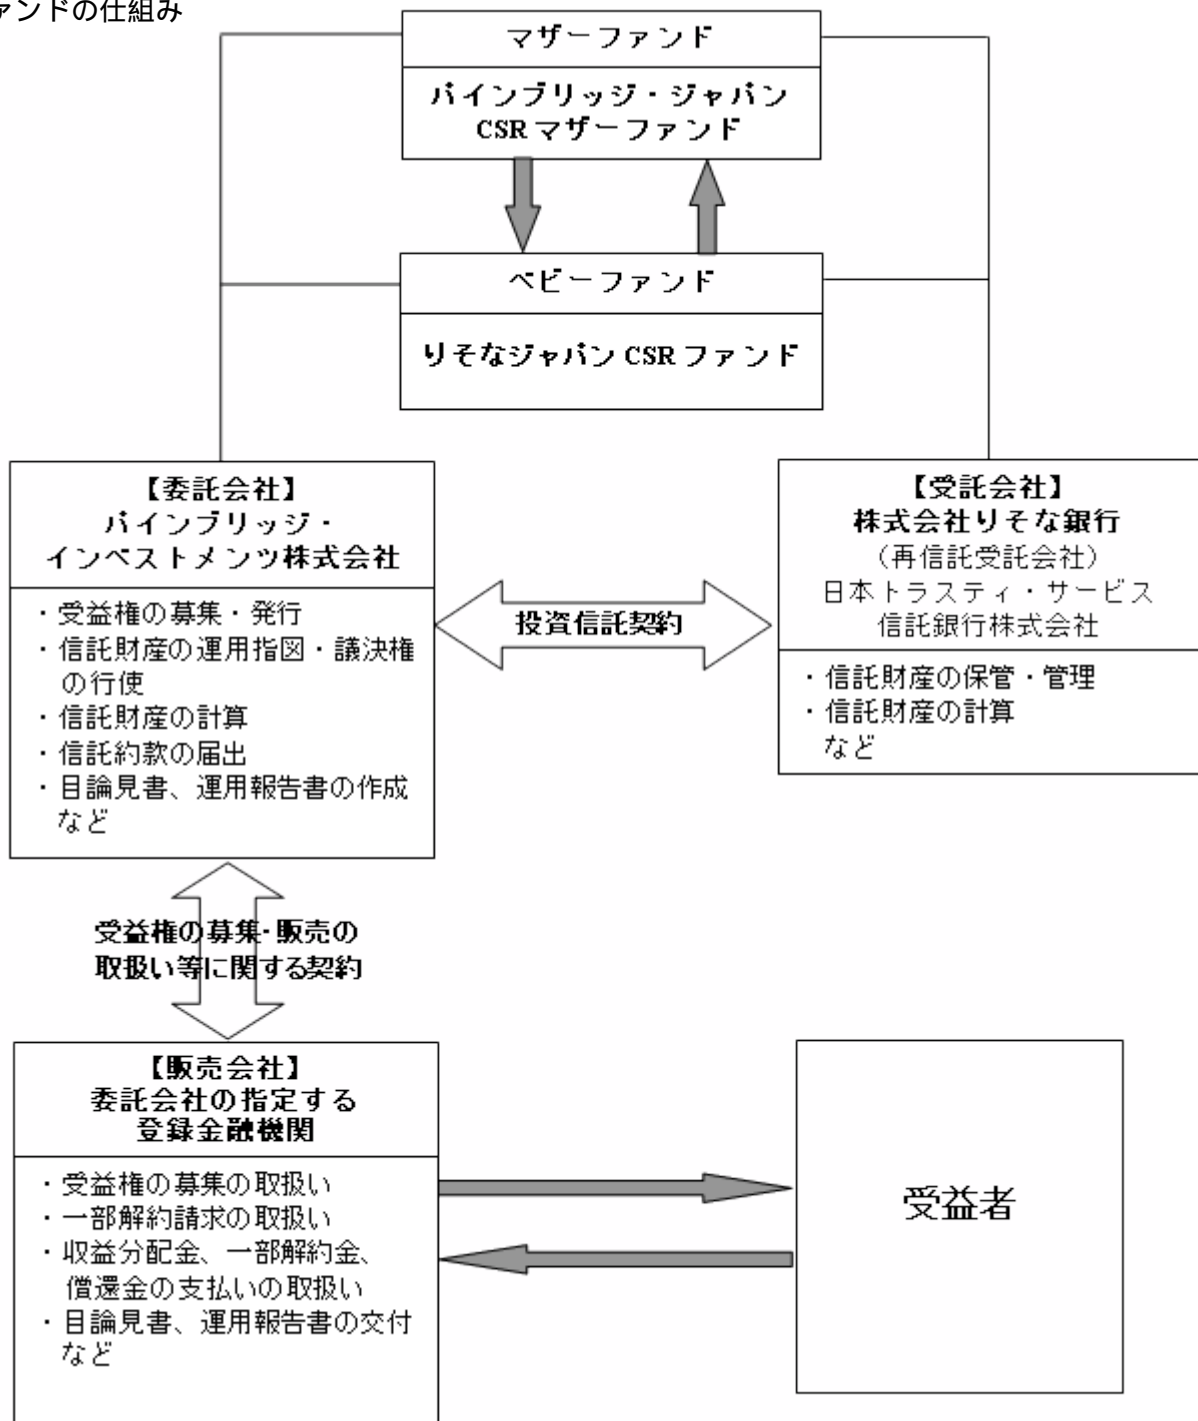 ァンドの仕組み
マザーファンド
パインブリッジ・ジャパン
CSRマザーファンド
ベビーファンド
りそなジャパンCSRファンド
【委託会社】
パインブリッジ・
インベストメンツ株式会社
・受益権の募集・発行
・信託財産の運用指図・議決権
の行使
・信託財産の計算
・信託約款の届出
・目論見書、運用報告書の作成
など
投資信託契約
【受託会社】
株式会社りそな銀行
（再信託受託会社）
日本トラスティ・サービス
信託銀行株式会社
・信託財産の保管・管理
・信託財産の計算
など
受益権の募集・販売の
取扱い等に関する契約
【販売会社】
委託会社の指定する
登録金融機関
・受益権の募集の取扱い
・一部解約請求の取扱い
・収益分配金、一部解約金、
償還金の支払いの取扱い
・目論見書、運用報告書の交付
など
受益者